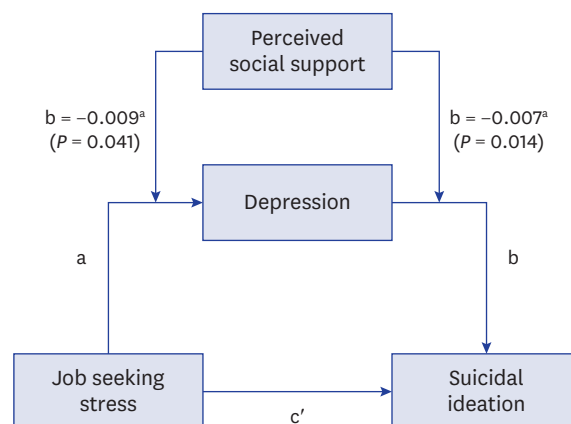 Perceived
social support
b = −0.009ᵃ
(P = 0.041)
b = −0.007ᵃ
(P = 0.014)
Depression
a
b
Job seeking
stress
c′
Suicidal
ideation